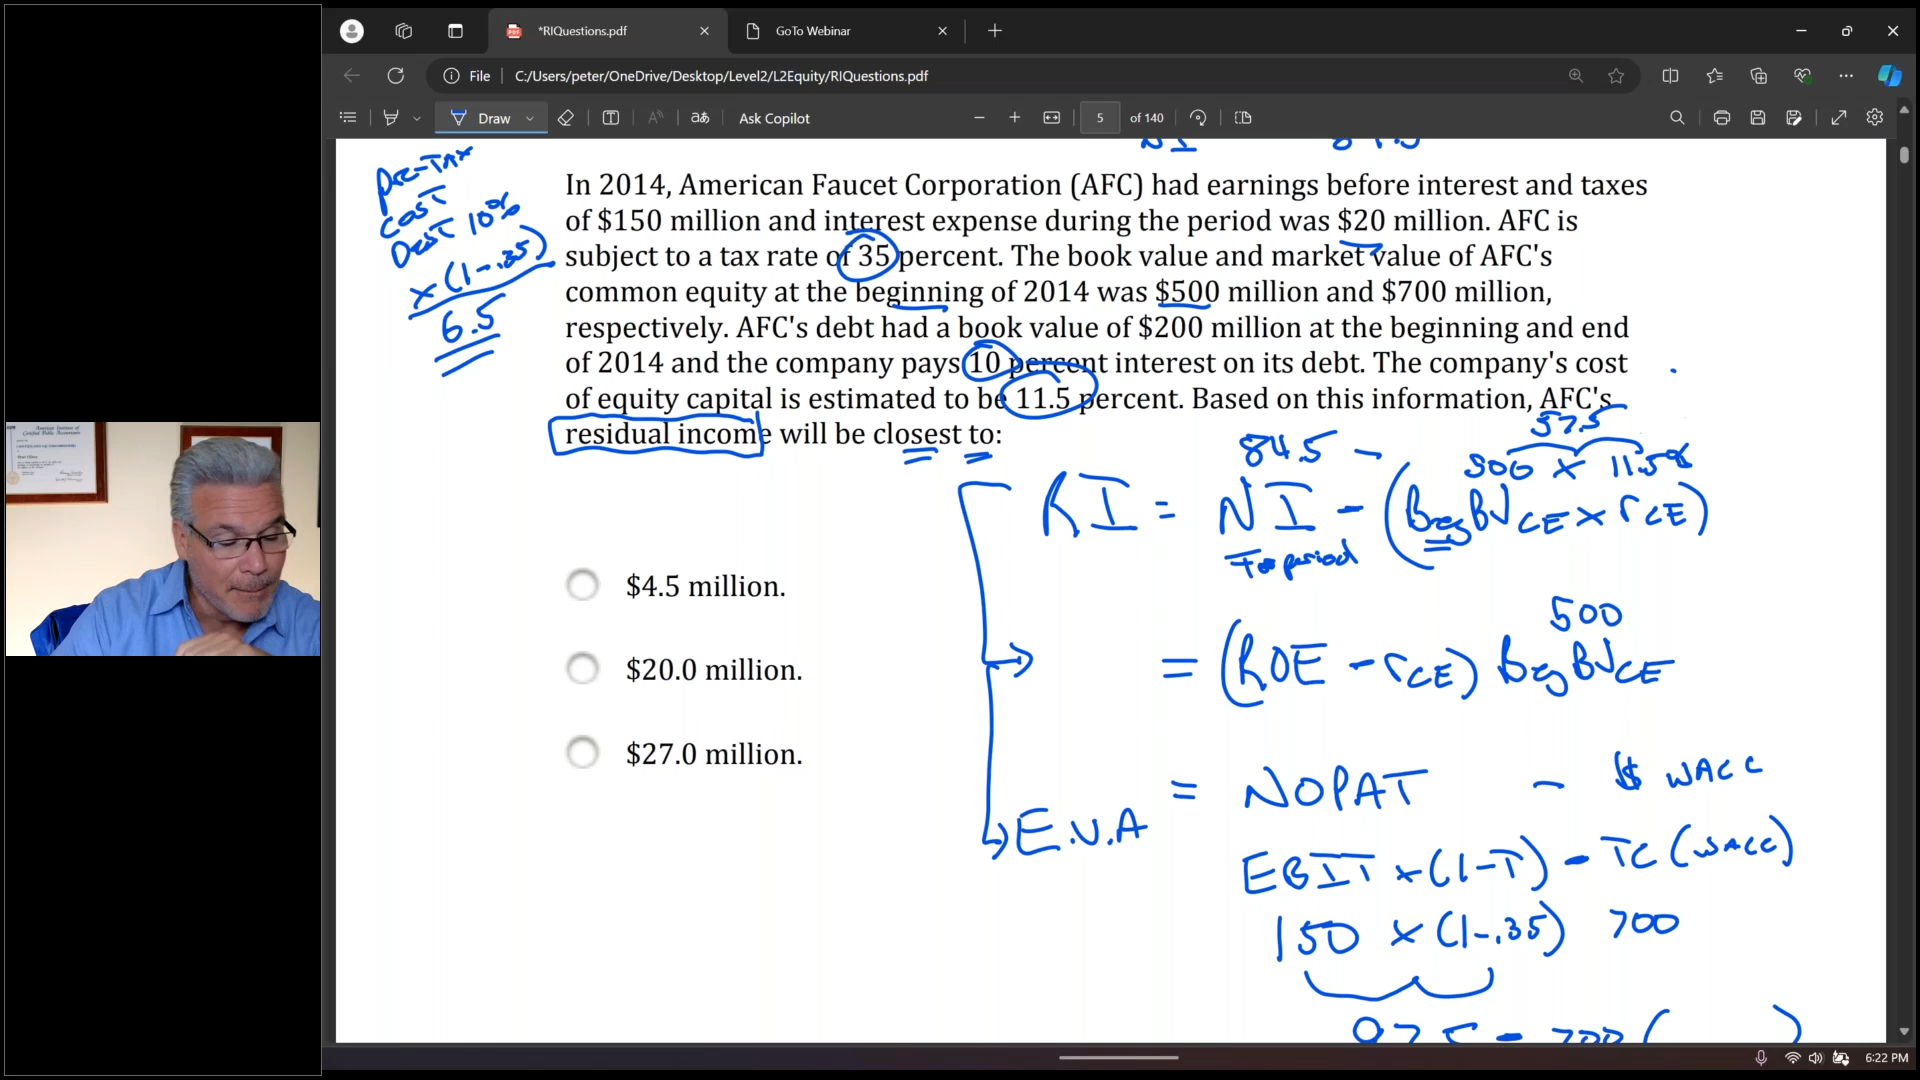 *RIQuestions.pdf
GoTo Webinar
File
C:/Users/peter/OneDrive/Desktop/Level2/L2Equity/RIQuestions.pdf
Draw
aあ
Ask Copilot
5
of 140
PRE-TAX
COST
DEBT 10%
x (1-.35)
6.5
In 2014, American Faucet Corporation (AFC) had earnings before interest and taxes
of $150 million and interest expense during the period was $20 million. AFC is
subject to a tax rate of 35 percent. The book value and market value of AFC's
common equity at the beginning of 2014 was $500 million and $700 million,
respectively. AFC's debt had a book value of $200 million at the beginning and end
of 2014 and the company pays 10 percent interest on its debt. The company's cost
of equity capital is estimated to be 11.5 percent. Based on this information, AFC's
residual income will be closest to:
57.5
84.5 - 500 x 11.5%
RI = NI - (Beg BV CE x r CE)
period
$4.5 million.
$20.0 million.
$27.0 million.
500
= (ROE - r CE) Beg BV CE
= NOPAT - $ WACC
E.V.A
EBIT x (1-T) - TC (WACC)
150 x (1-.35) 700
97.5 - 700 ( )
6:22 PM